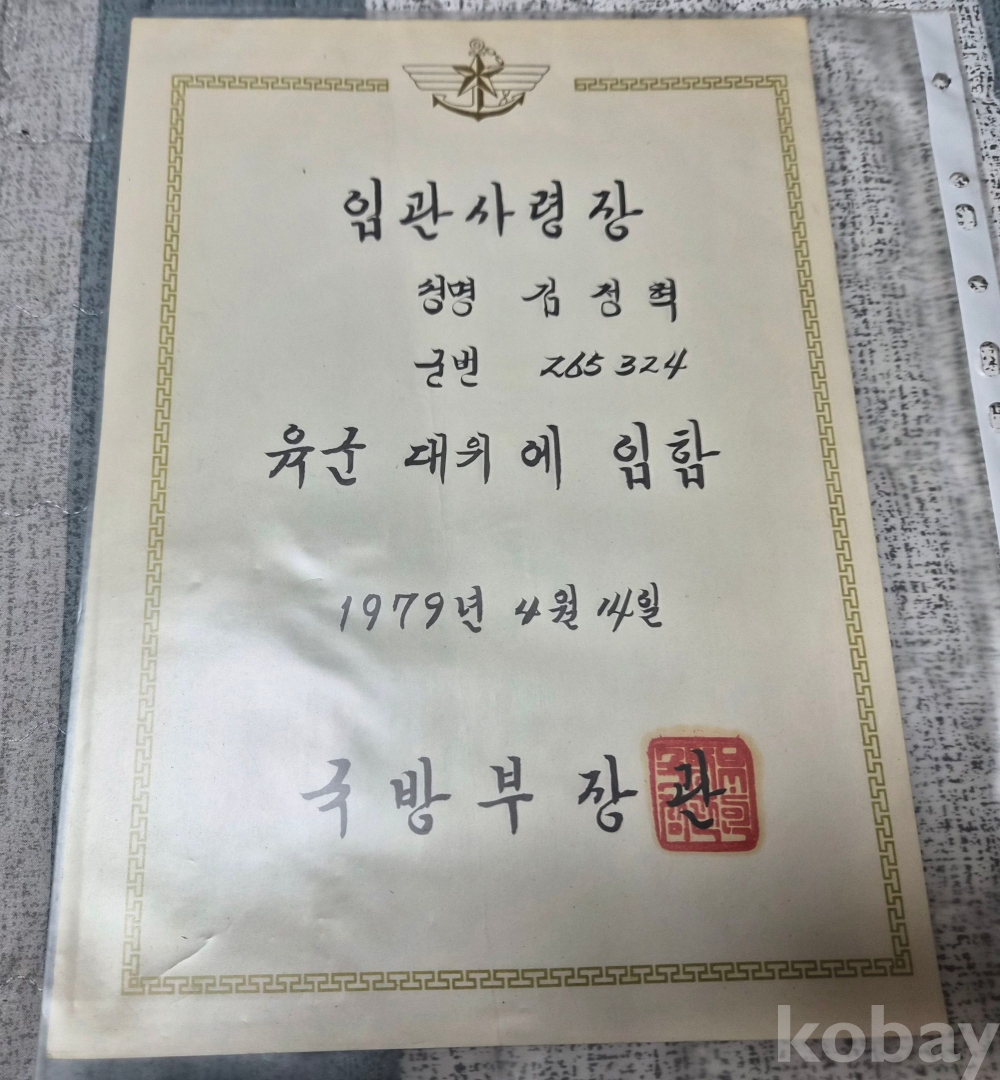 임관사령장
성명 김정혁
군번 265324
육군 대위에 임함
1979년 4월 14일
국방부장관
kobay